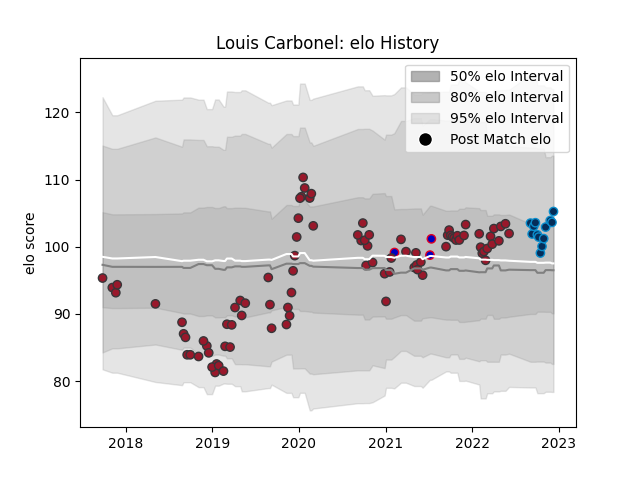 Louis Carbonel: elo History
50% elo Interval
80% elo Interval
95% elo Interval
Post Match elo
elo score
120
110
100
90
80
2018 2019 2020 2021 2022 2023